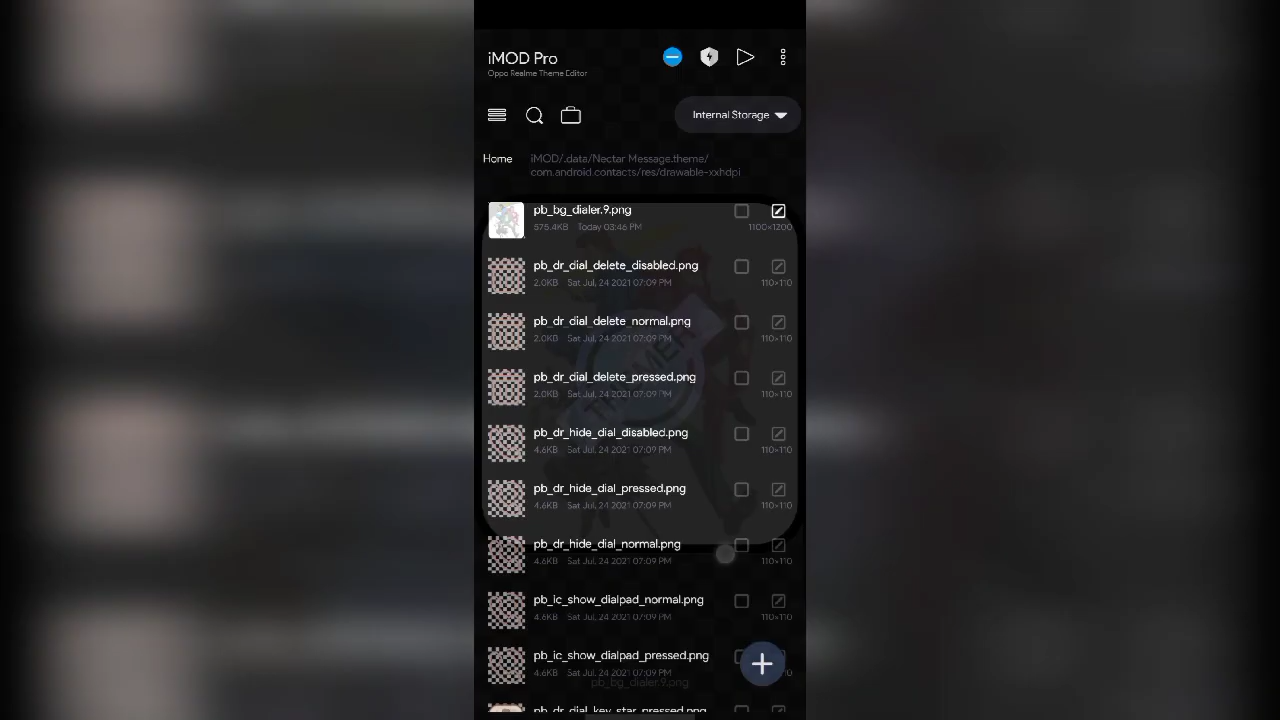 iMOD Pro
Oppo Realme Theme Editor
Internal Storage
Home
iMOD/.data/Nectar Message.theme/
com.android.contacts/res/drawable-xxhdpi
pb_bg_dialer.9.png
575.4KB Today 03:46 PM
1100×1200
pb_dr_dial_delete_disabled.png
2.0KB Sat Jul, 24 2021 07:09 PM
110×110
pb_dr_dial_delete_normal.png
2.0KB Sat Jul, 24 2021 07:09 PM
110×110
pb_dr_dial_delete_pressed.png
2.0KB Sat Jul, 24 2021 07:09 PM
110×110
pb_dr_hide_dial_disabled.png
4.6KB Sat Jul, 24 2021 07:09 PM
110×110
pb_dr_hide_dial_pressed.png
4.6KB Sat Jul, 24 2021 07:09 PM
110×110
pb_dr_hide_dial_normal.png
4.6KB Sat Jul, 24 2021 07:09 PM
110×110
pb_ic_show_dialpad_normal.png
4.6KB Sat Jul, 24 2021 07:09 PM
110×110
pb_ic_show_dialpad_pressed.png
4.6KB Sat Jul, 24 2021 07:09 PM
pb_bg_dialer.9.png
pb_dr_dial_key_star_pressed.png